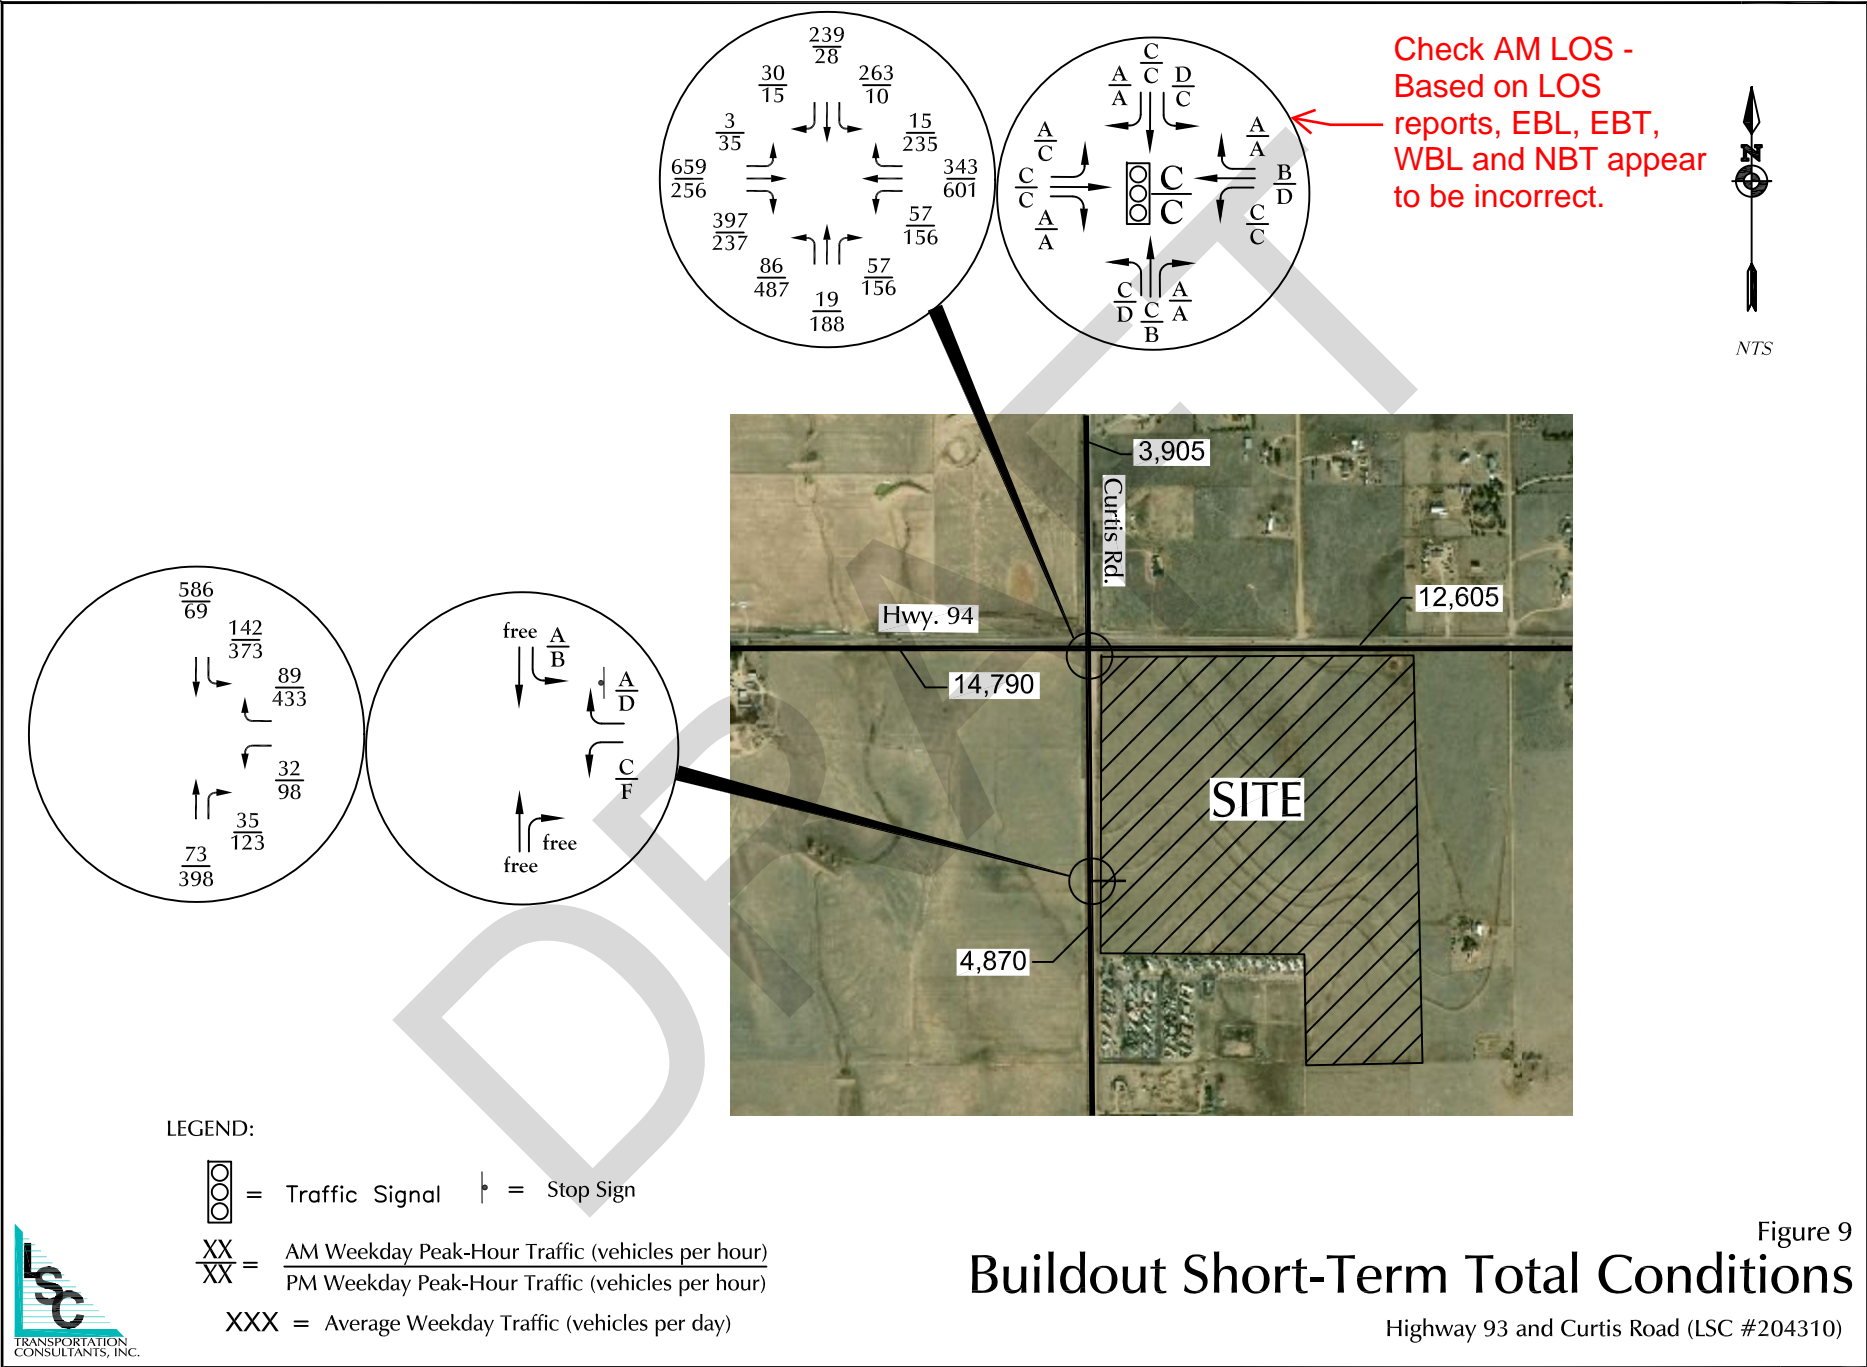 239
28
30
15
263
10
3
35
15
235
659
256
343
601
397
237
57
156
86
487
57
156
19
188
C
C
A
A
D
C
A
C
A
A
C
C
C
C
B
D
A
A
C
C
C
D
C
B
A
A
Check AM LOS -
Based on LOS
reports, EBL, EBT,
WBL and NBT appear
to be incorrect.
N
NTS
3,905
Curtis Rd.
Hwy. 94
12,605
14,790
SITE
4,870
586
69
142
373
89
433
32
98
35
123
73
398
free
A
B
A
D
C
F
free
free
DRAFT
LEGEND:
= Traffic Signal
= Stop Sign
XX
XX
=
AM Weekday Peak-Hour Traffic (vehicles per hour)
PM Weekday Peak-Hour Traffic (vehicles per hour)
XXX = Average Weekday Traffic (vehicles per day)
LSC
TRANSPORTATION
CONSULTANTS, INC.
Figure 9
Buildout Short-Term Total Conditions
Highway 93 and Curtis Road (LSC #204310)